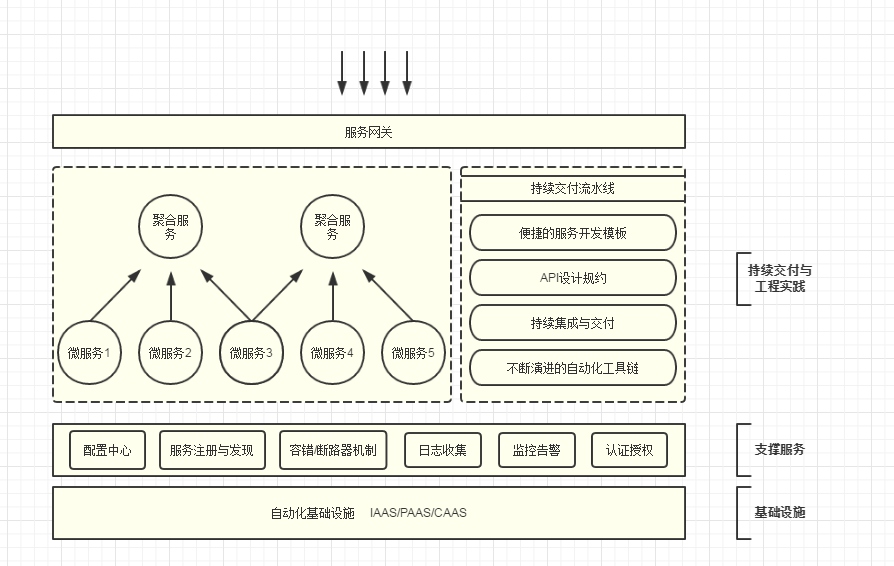 服务网关
聚合服
务
聚合服
务
微服务1
微服务2
微服务3
微服务4
微服务5
持续交付流水线
便捷的服务开发模板
API设计规约
持续集成与交付
不断演进的自动化工具链
持续交付与
工程实践
配置中心
服务注册与发现
容错/断路器机制
日志收集
监控告警
认证授权
支撑服务
自动化基础设施 IAAS/PAAS/CAAS
基础设施